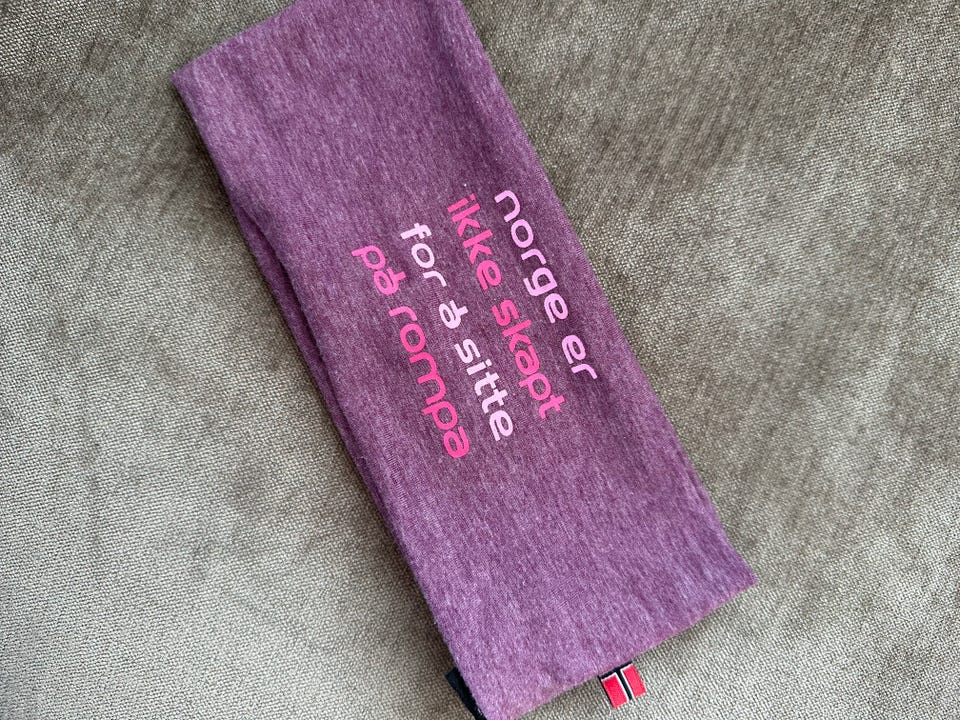 norge er
ikke skapt
for å sitte
på rompa